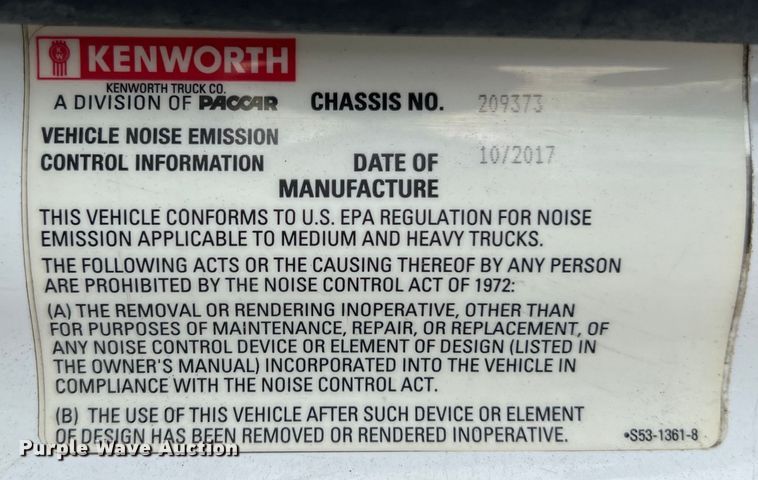 KENWORTH
KENWORTH TRUCK CO.
A DIVISION OF PACCAR CHASSIS NO. 209373
VEHICLE NOISE EMISSION
CONTROL INFORMATION DATE OF 10/2017
MANUFACTURE
THIS VEHICLE CONFORMS TO U.S. EPA REGULATION FOR NOISE
EMISSION APPLICABLE TO MEDIUM AND HEAVY TRUCKS.
THE FOLLOWING ACTS OR THE CAUSING THEREOF BY ANY PERSON
ARE PROHIBITED BY THE NOISE CONTROL ACT OF 1972:
(A) THE REMOVAL OR RENDERING INOPERATIVE, OTHER THAN
FOR PURPOSES OF MAINTENANCE, REPAIR, OR REPLACEMENT, OF
ANY NOISE CONTROL DEVICE OR ELEMENT OF DESIGN (LISTED IN
THE OWNER'S MANUAL) INCORPORATED INTO THE VEHICLE IN
COMPLIANCE WITH THE NOISE CONTROL ACT.
(B) THE USE OF THIS VEHICLE AFTER SUCH DEVICE OR ELEMENT
OF DESIGN HAS BEEN REMOVED OR RENDERED INOPERATIVE. •S53-1361-8
Purple Wave Auction